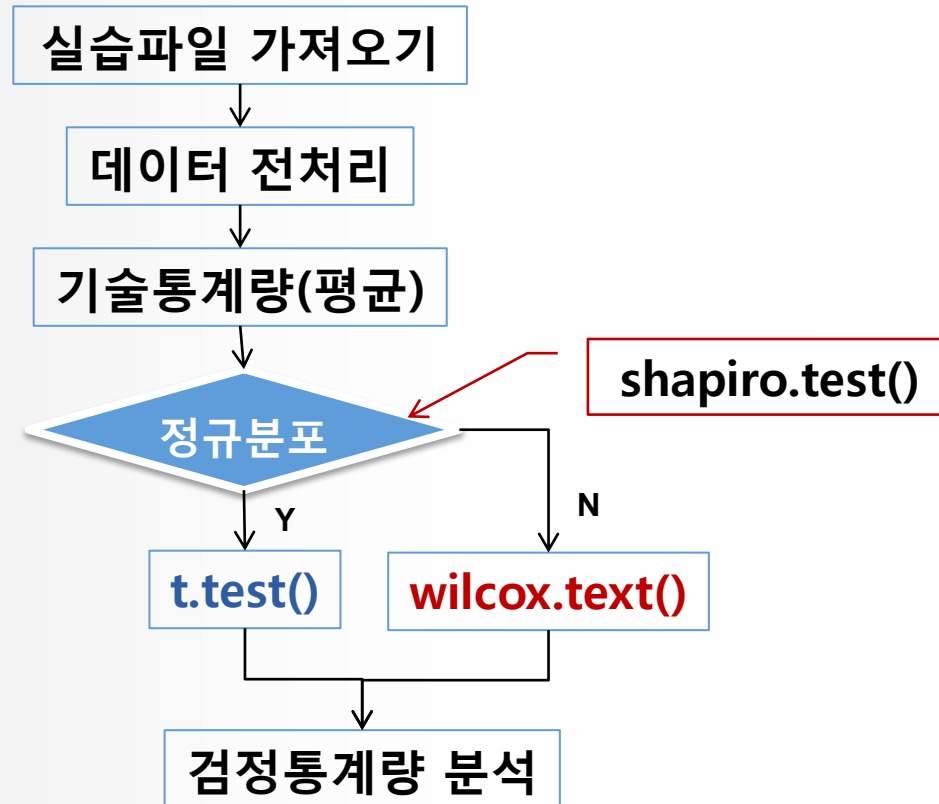 실습파일 가져오기
데이터 전처리
기술통계량(평균)
shapiro.test()
정규분포
Y
N
t.test()
wilcox.text()
검정통계량 분석